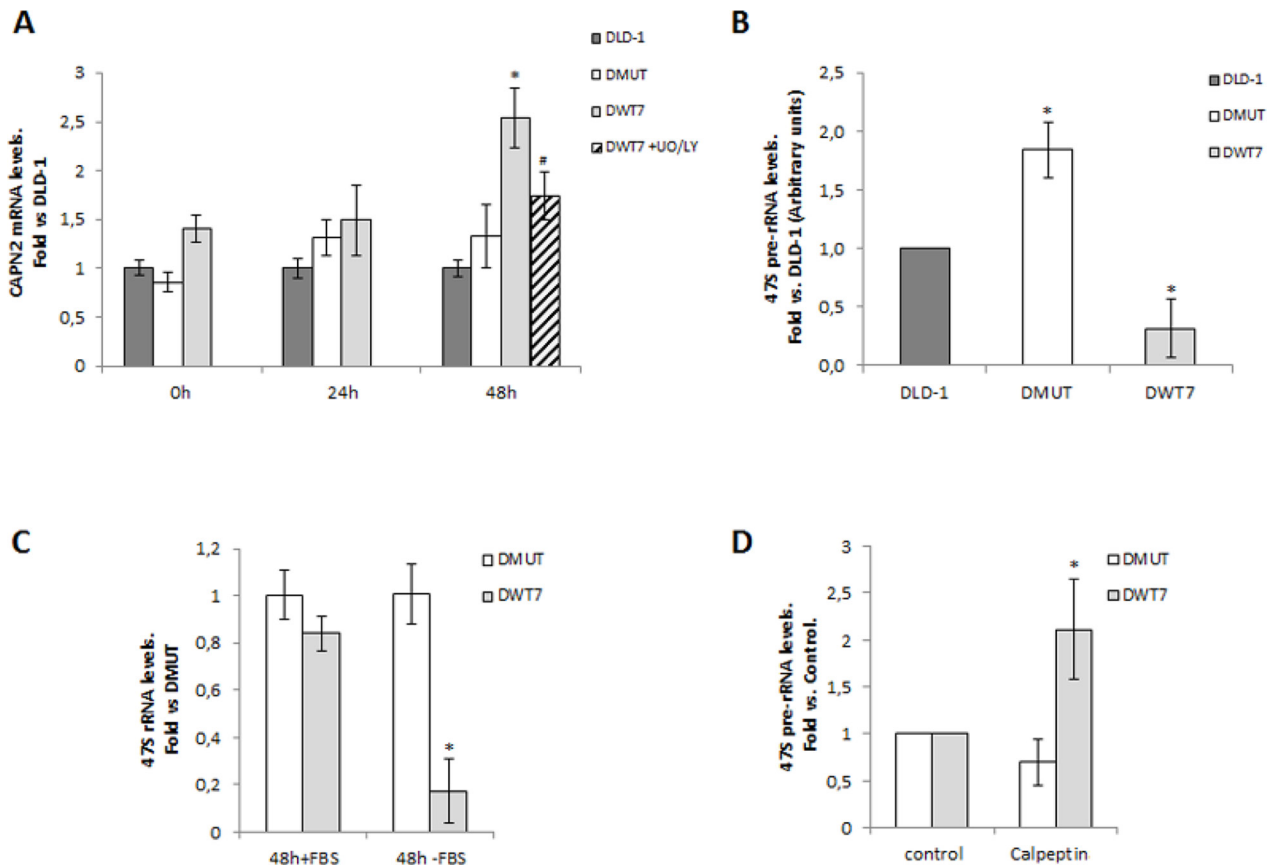 A
DLD-1
DMUT
DWT7
DWT7 +UO/LY
CAPN2 mRNA levels.
Fold vs DLD-1
3
2,5
2
1,5
1
0,5
0
*
#
0h
24h
48h
B
DLD-1
DMUT
DWT7
47S pre-rRNA levels.
Fold vs. DLD-1 (Arbitrary units)
2,5
2,0
1,5
1,0
0,5
0,0
*
*
DLD-1
DMUT
DWT7
C
DMUT
DWT7
47S rRNA levels.
Fold vs DMUT
1,2
1
0,8
0,6
0,4
0,2
0
*
48h+FBS
48h -FBS
D
DMUT
DWT7
47S pre-rRNA levels.
Fold vs. Control.
3
2,5
2
1,5
1
0,5
0
*
control
Calpeptin